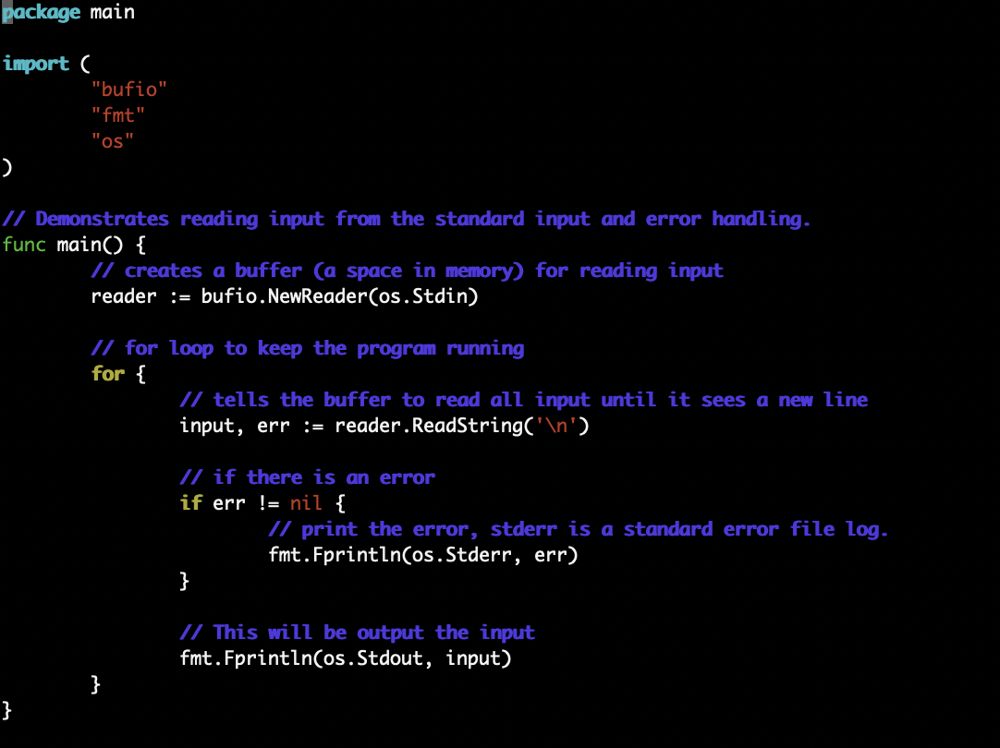 package main
import (
"bufio"
"fmt"
"os"
)
// Demonstrates reading input from the standard input and error handling.
func main() {
// creates a buffer (a space in memory) for reading input
reader := bufio.NewReader(os.Stdin)
// for loop to keep the program running
for {
// tells the buffer to read all input until it sees a new line
input, err := reader.ReadString('\n')
// if there is an error
if err != nil {
// print the error, stderr is a standard error file log.
fmt.Fprintln(os.Stderr, err)
}
// This will be output the input
fmt.Fprintln(os.Stdout, input)
}
}